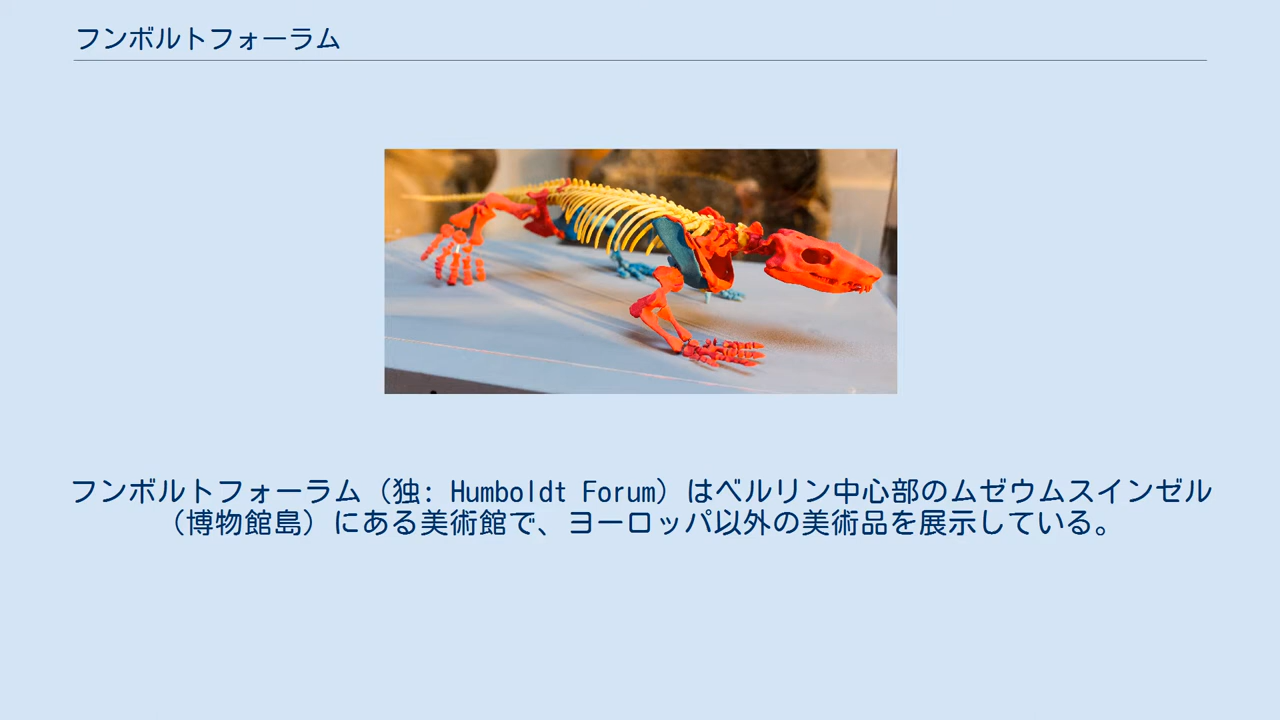 フンボルトフォーラム
フンボルトフォーラム（独: Humboldt Forum）はベルリン中心部のムゼウムスインゼル
（博物館島）にある美術館で、ヨーロッパ以外の美術品を展示している。